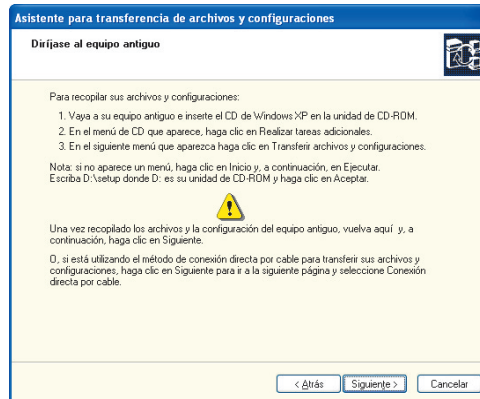 Asistente para transferencia de archivos y configuraciones
Diríjase al equipo antiguo
Para recopilar sus archivos y configuraciones:
1. Vaya a su equipo antiguo e inserte el CD de Windows XP en la unidad de CD-ROM.
2. En el menú de CD que aparece, haga clic en Realizar tareas adicionales.
3. En el siguiente menú que aparezca haga clic en Transferir archivos y configuraciones.
Nota: si no aparece un menú, haga clic en Inicio y, a continuación, en Ejecutar.
Escriba D:\setup donde D: es su unidad de CD-ROM y haga clic en Aceptar.
Una vez recopilado los archivos y la configuración del equipo antiguo, vuelva aquí y, a
continuación, haga clic en Siguiente.
O, si está utilizando el método de conexión directa por cable para transferir sus archivos y
configuraciones, haga clic en Siguiente para ir a la siguiente página y seleccione Conexión
directa por cable.
< Atrás Siguiente > Cancelar